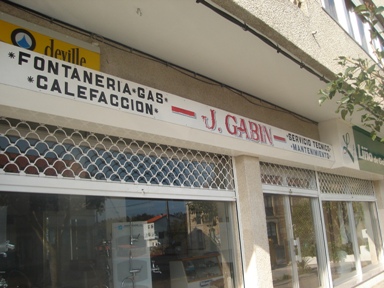 deville
*FONTANERIA*GAS
*CALEFACCION*
J. GABIN
*SERVICIO TECNICO
*MANTENIMIENTO*